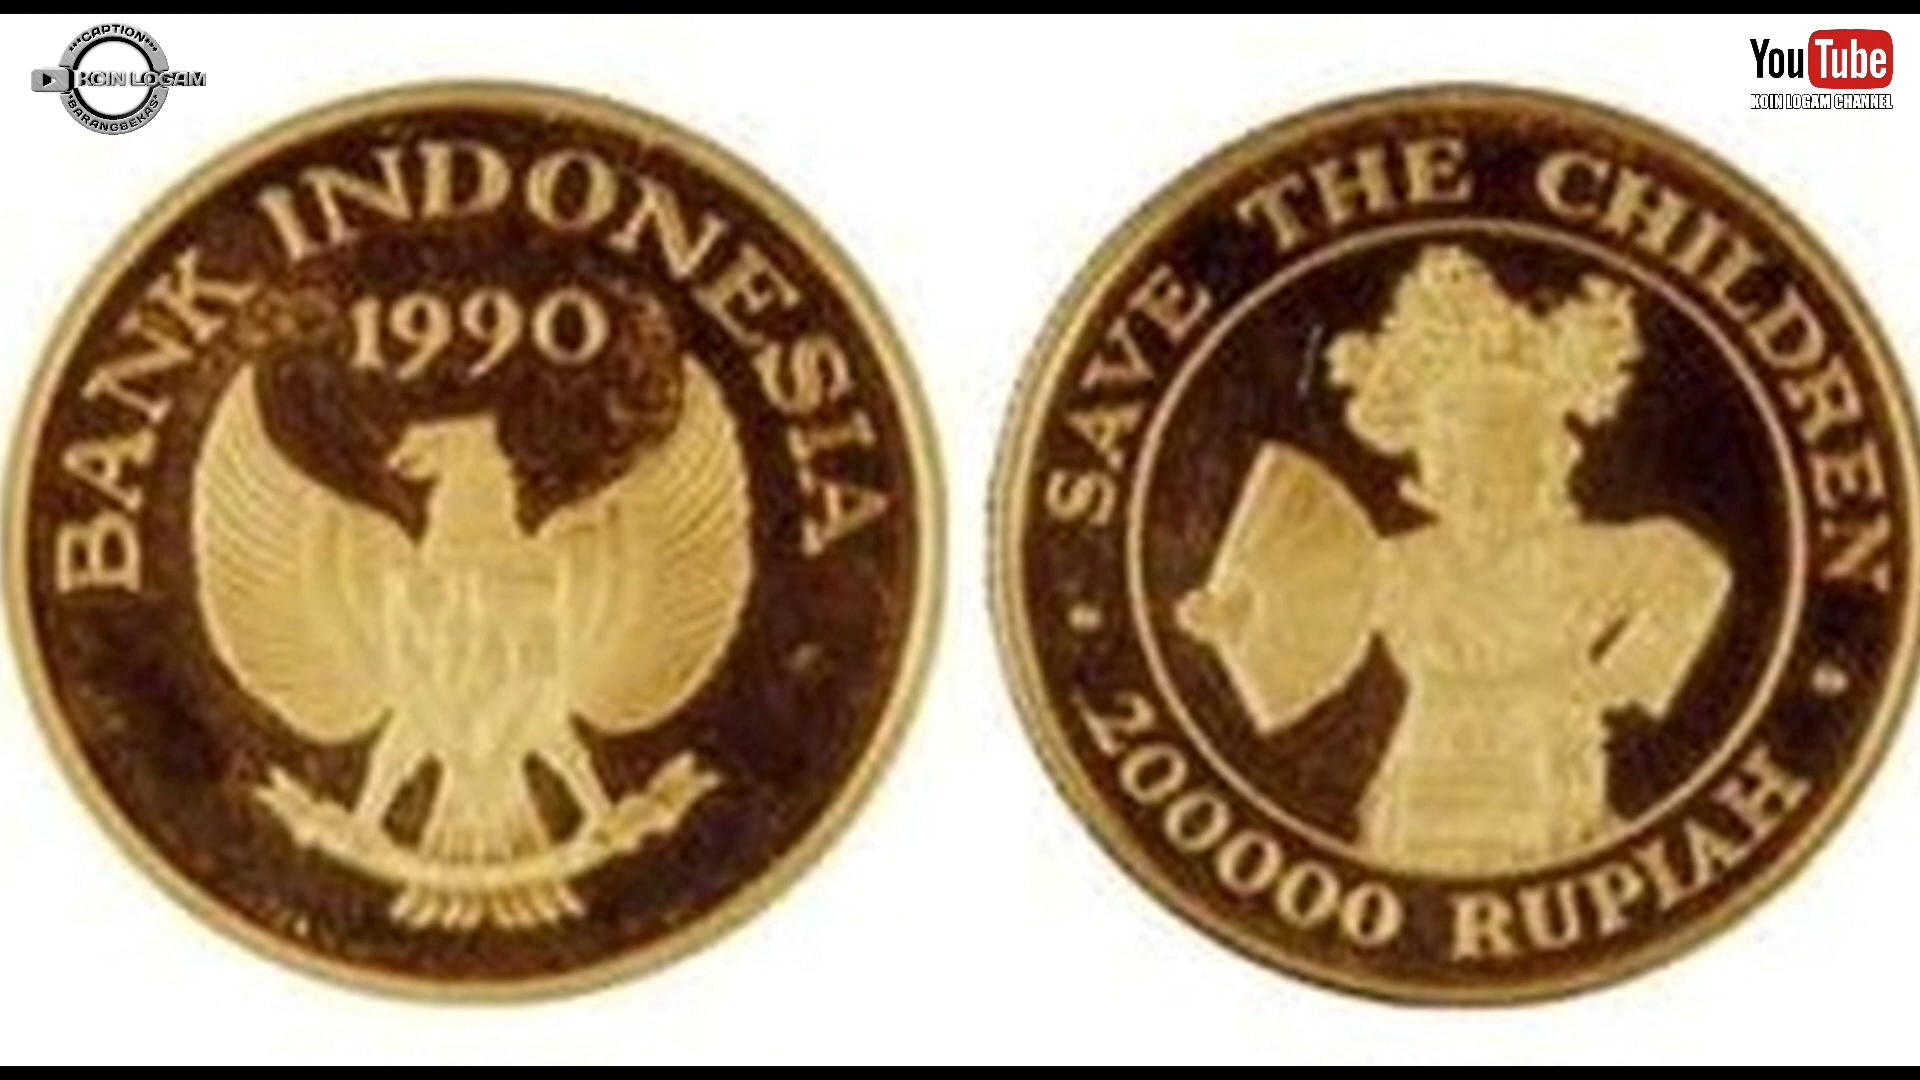 CAPTION
KOIN LOGAM
BARANGBEKAS
YouTube
KOIN LOGAM CHANNEL
BANK INDONESIA
1990
SAVE THE CHILDREN
200000 RUPIAH